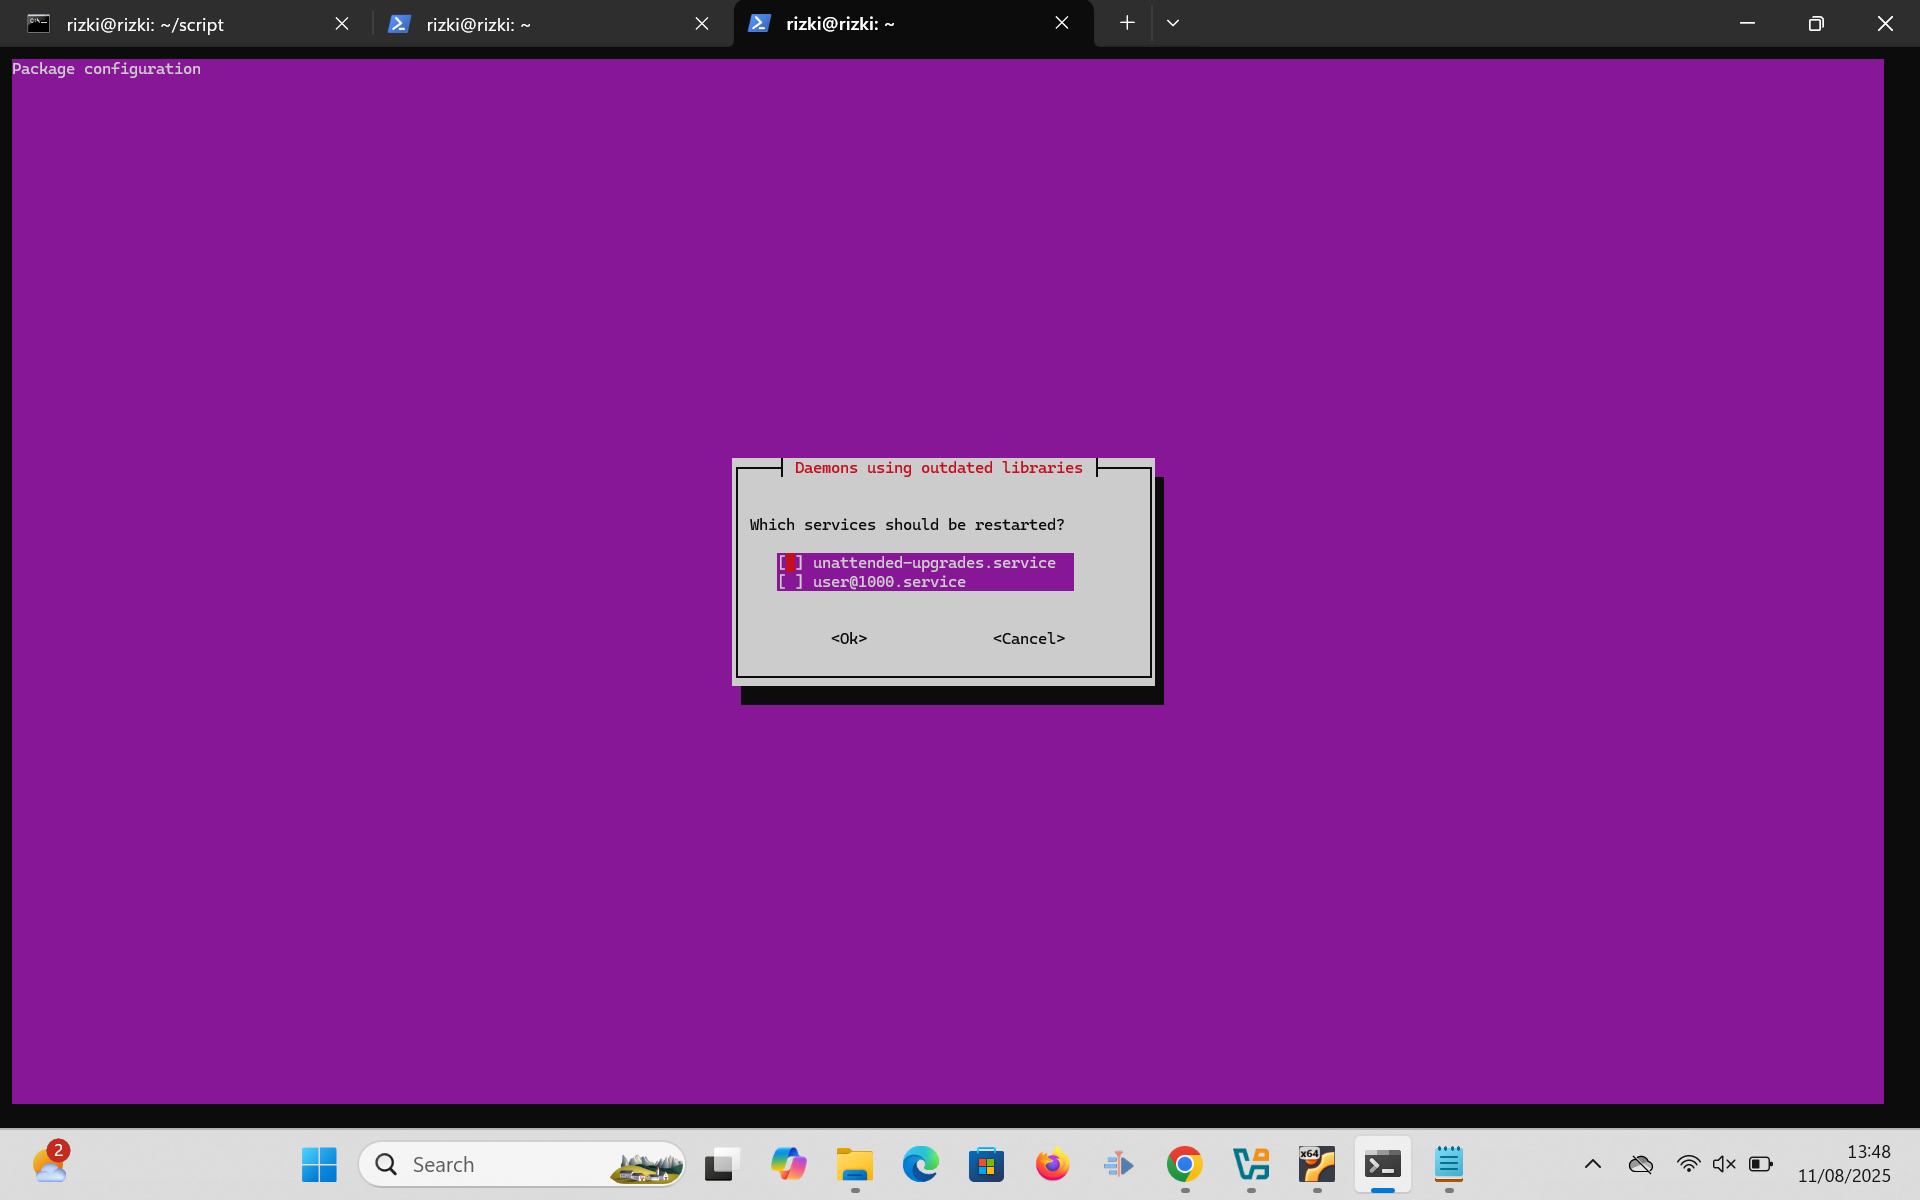 rizki@rizki: ~/script
rizki@rizki: ~
rizki@rizki: ~
Package configuration
Daemons using outdated libraries
Which services should be restarted?
[ ] unattended-upgrades.service
[ ] user@1000.service
<Ok> <Cancel>
2
Search
x64
13:48
11/08/2025